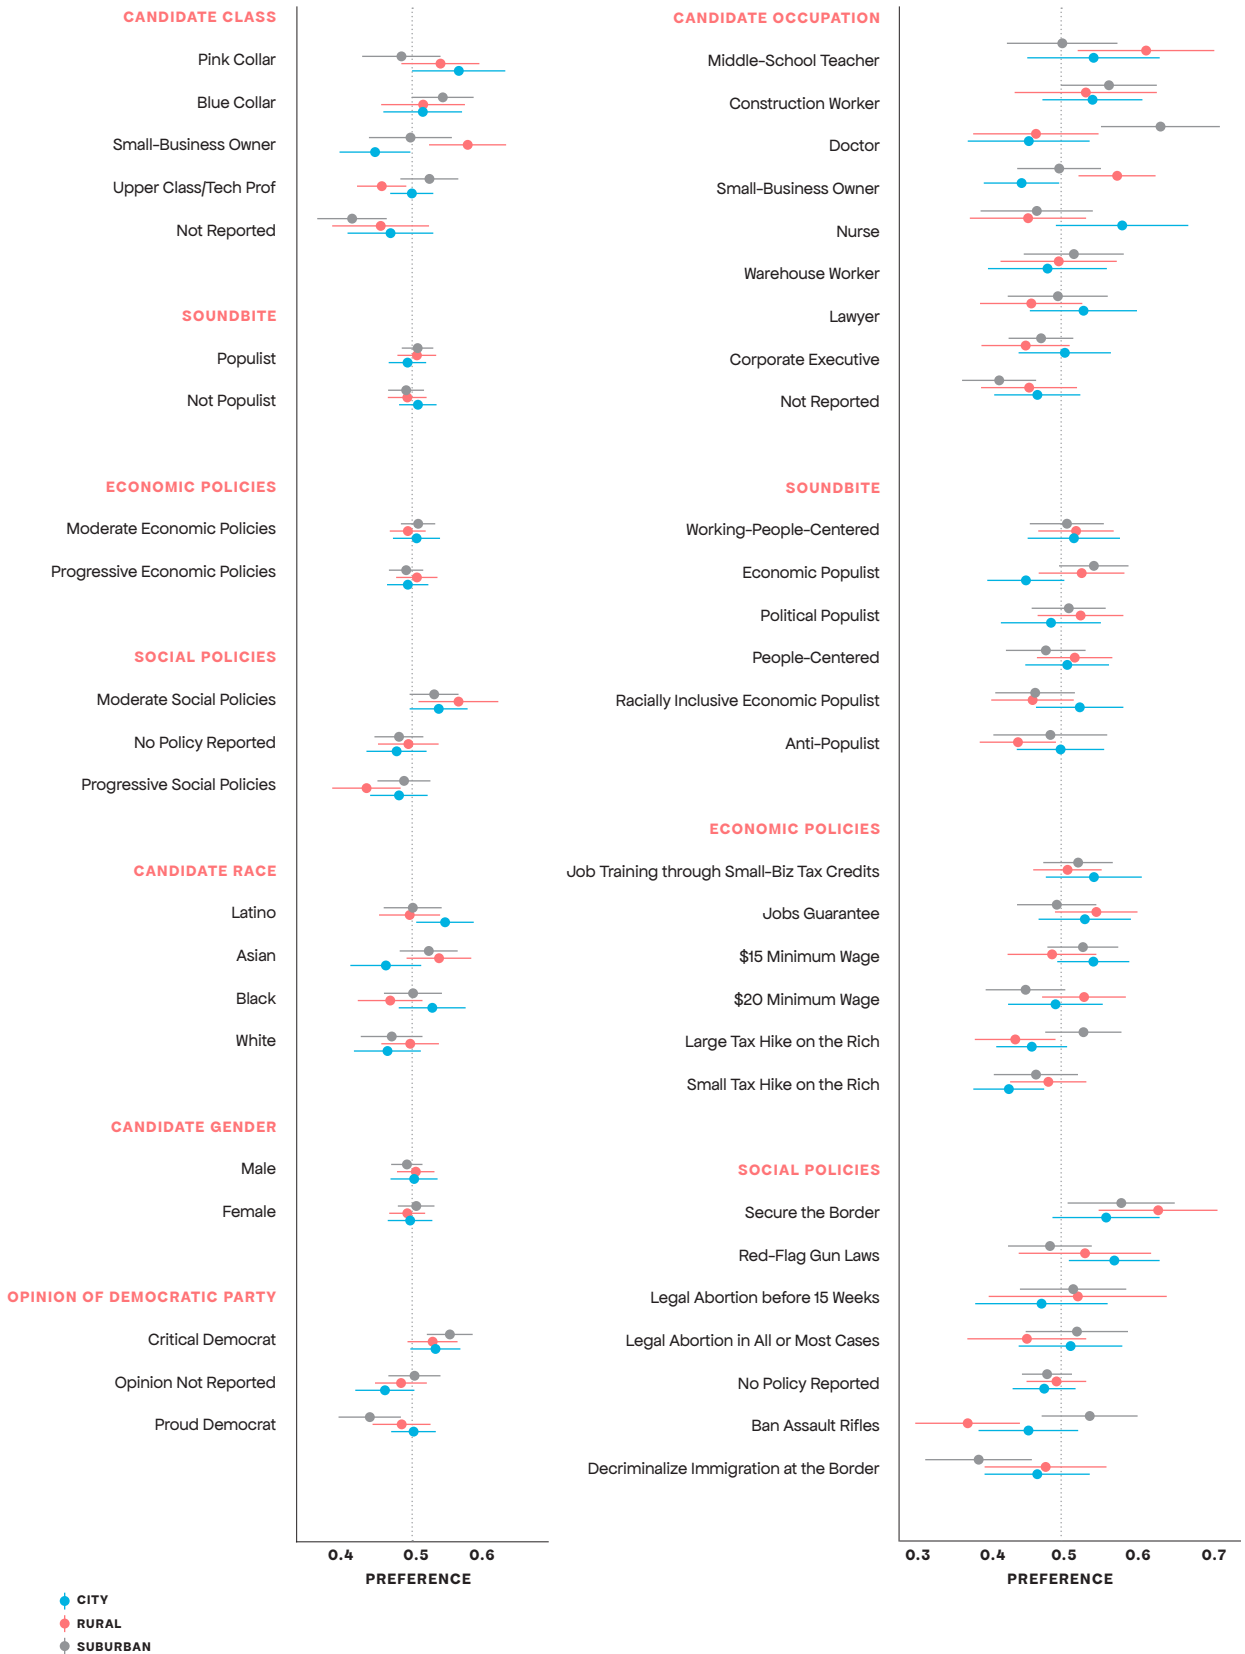 CANDIDATE CLASS
Pink Collar
Blue Collar
Small-Business Owner
Upper Class/Tech Prof
Not Reported
SOUNDBITE
Populist
Not Populist
ECONOMIC POLICIES
Moderate Economic Policies
Progressive Economic Policies
SOCIAL POLICIES
Moderate Social Policies
No Policy Reported
Progressive Social Policies
CANDIDATE RACE
Latino
Asian
Black
White
CANDIDATE GENDER
Male
Female
OPINION OF DEMOCRATIC PARTY
Critical Democrat
Opinion Not Reported
Proud Democrat
0.4 0.5 0.6
PREFERENCE
CITY
RURAL
SUBURBAN
CANDIDATE OCCUPATION
Middle-School Teacher
Construction Worker
Doctor
Small-Business Owner
Nurse
Warehouse Worker
Lawyer
Corporate Executive
Not Reported
SOUNDBITE
Working-People-Centered
Economic Populist
Political Populist
People-Centered
Racially Inclusive Economic Populist
Anti-Populist
ECONOMIC POLICIES
Job Training through Small-Biz Tax Credits
Jobs Guarantee
$15 Minimum Wage
$20 Minimum Wage
Large Tax Hike on the Rich
Small Tax Hike on the Rich
SOCIAL POLICIES
Secure the Border
Red-Flag Gun Laws
Legal Abortion before 15 Weeks
Legal Abortion in All or Most Cases
No Policy Reported
Ban Assault Rifles
Decriminalize Immigration at the Border
0.3 0.4 0.5 0.6 0.7
PREFERENCE